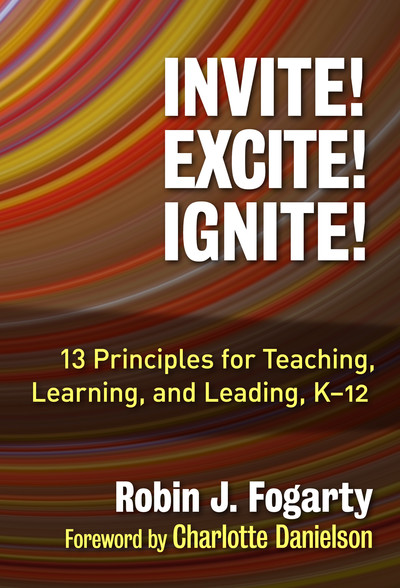 INVITE!
EXCITE!
IGNITE!
13 Principles for Teaching,
Learning, and Leading, K–12
Robin J. Fogarty
Foreword by Charlotte Danielson